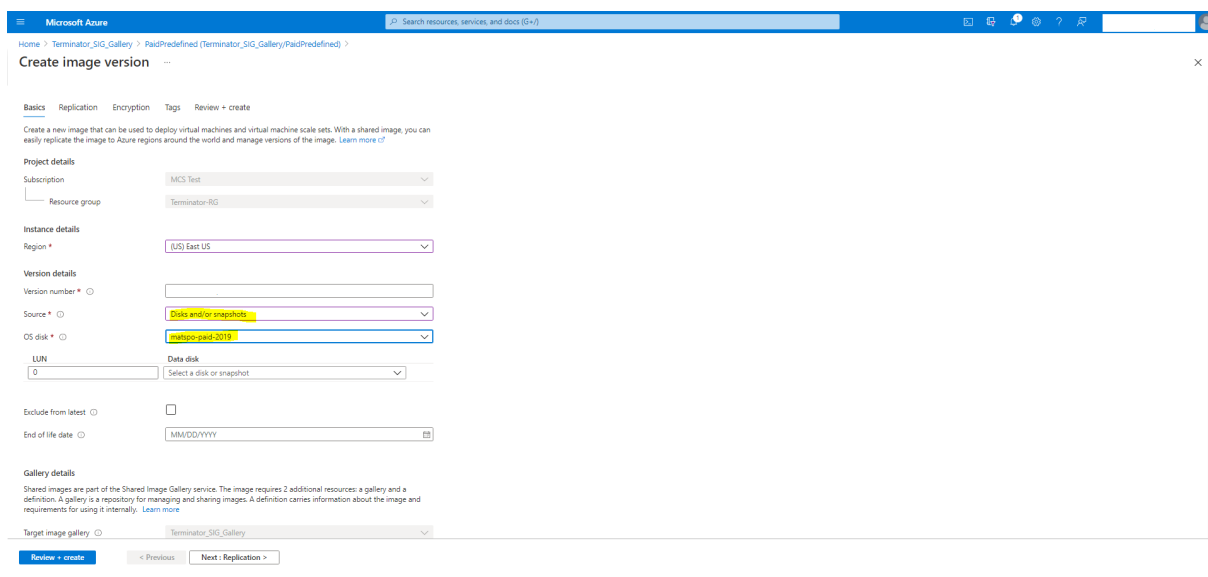 Microsoft Azure
Search resources, services, and docs (G+/)
1
Home > Terminator_SIG_Gallery > PaidPredefined (Terminator_SIG_Gallery/PaidPredefined) >
Create image version ...
Basics Replication Encryption Tags Review + create
Create a new image that can be used to deploy virtual machines and virtual machine scale sets. With a shared image, you can
easily replicate the image to Azure regions around the world and manage versions of the image. Learn more
Project details
Subscription MCS Test
Resource group Terminator-RG
Instance details
Region * (US) East US
Version details
Version number *
Source * Disks and/or snapshots
OS disk * matspo-paid-2019
LUN Data disk
0 Select a disk or snapshot
Exclude from latest
End of life date MM/DD/YYYY
Gallery details
Shared images are part of the Shared Image Gallery service. The image requires 2 additional resources: a gallery and a
definition. A gallery is a repository for managing and sharing images. A definition carries information about the image and
requirements for using it internally. Learn more
Target image gallery Terminator_SIG_Gallery
Review + create < Previous Next : Replication >